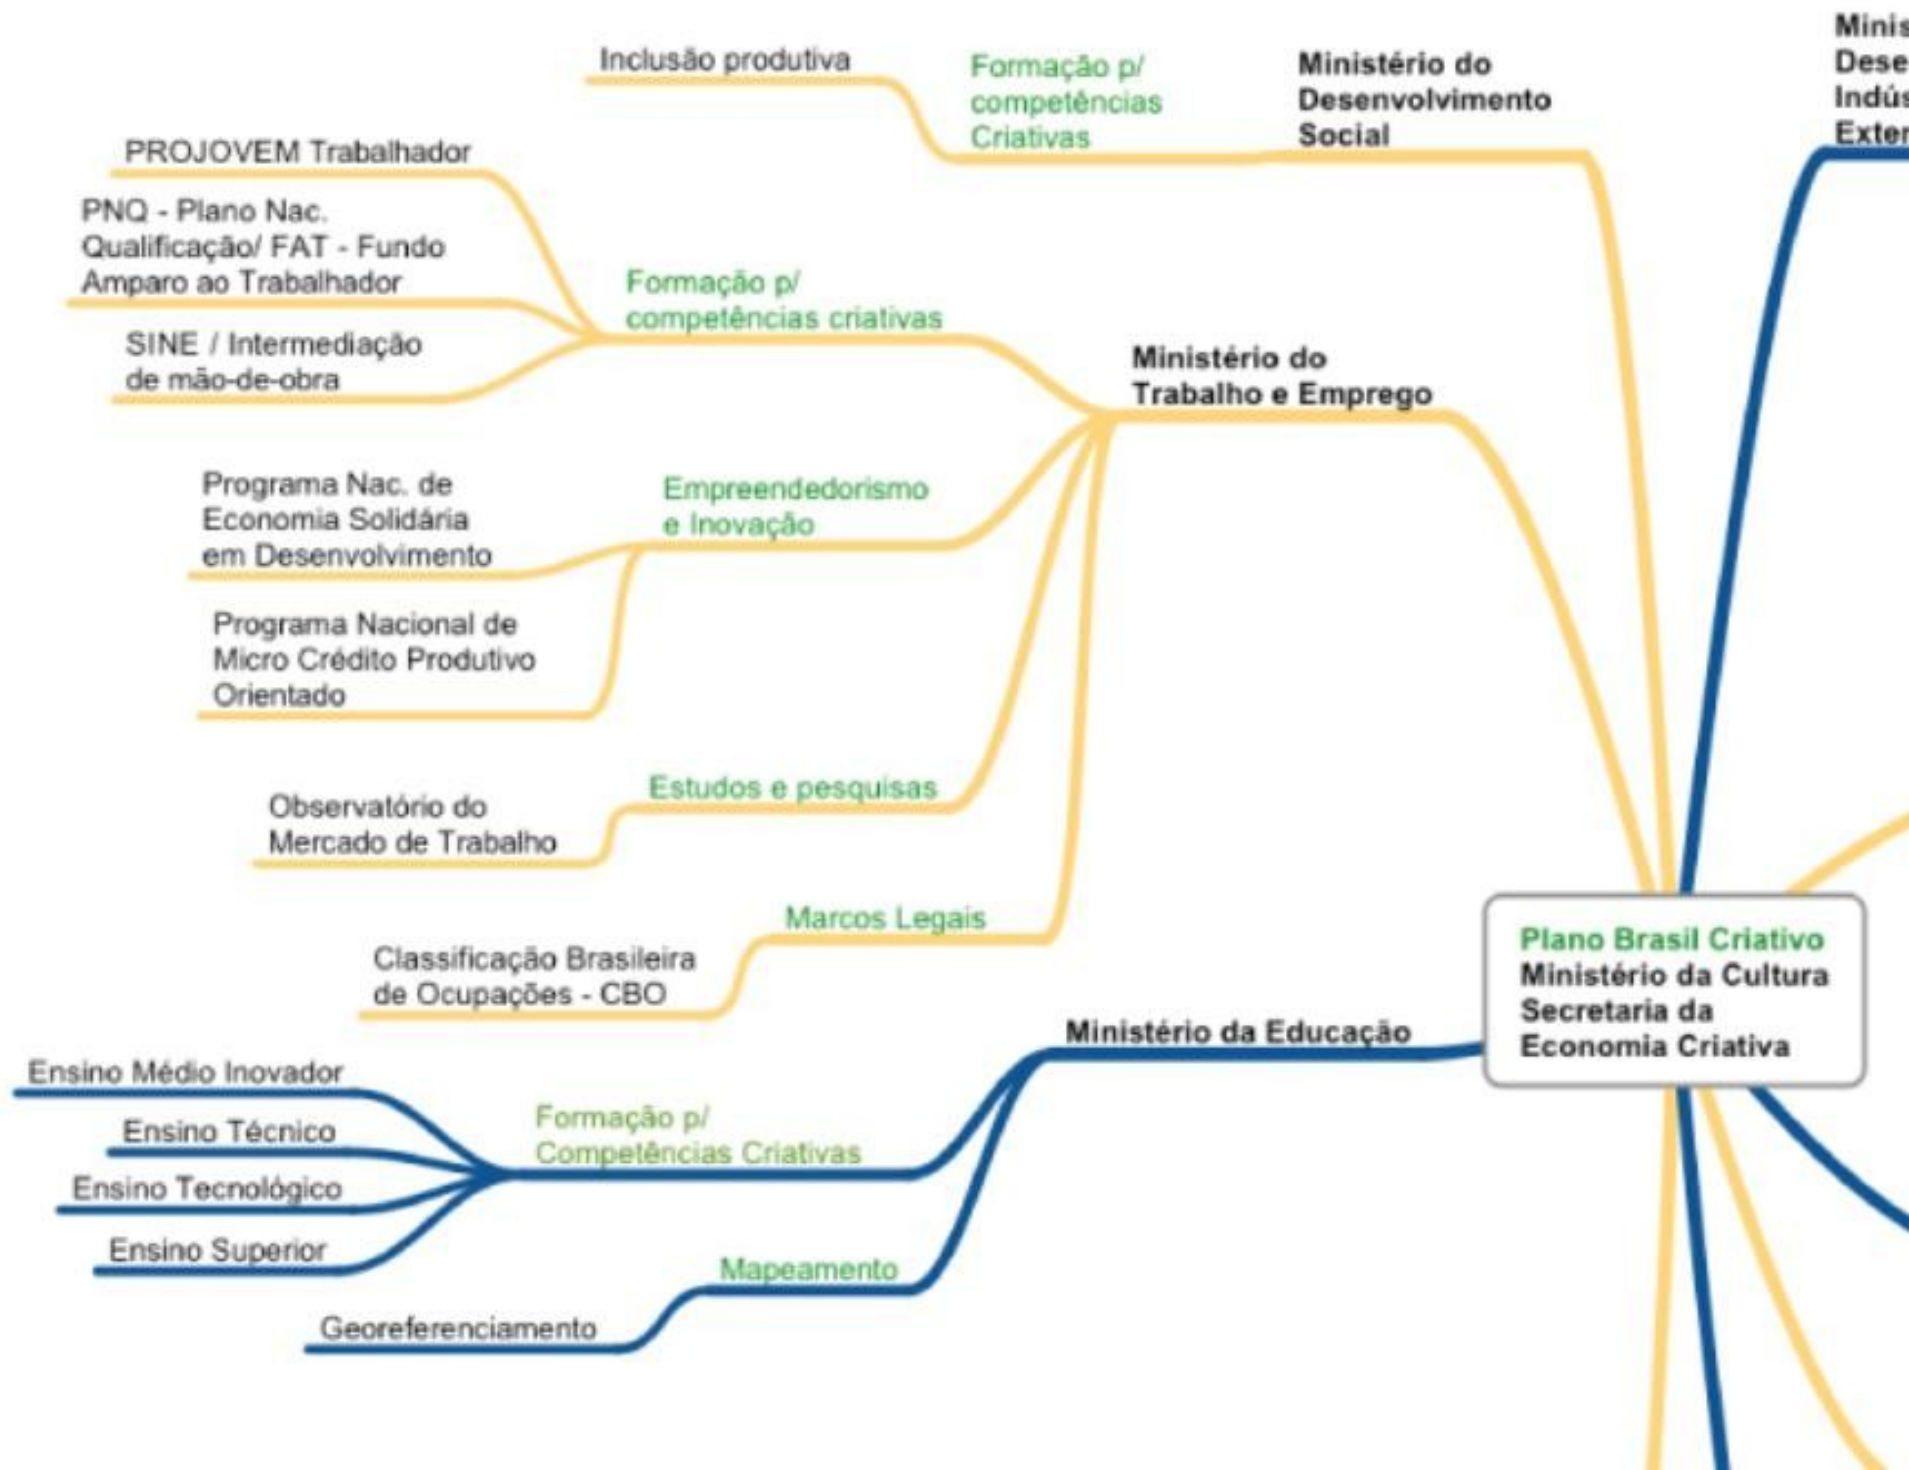 Inclusão produtiva
Formação p/
competências
Criativas
Ministério do
Desenvolvimento
Social
PROJOVEM Trabalhador
PNQ - Plano Nac.
Qualificação/ FAT - Fundo
Amparo ao Trabalhador
SINE / Intermediação
de mão-de-obra
Formação p/
competências criativas
Ministério do
Trabalho e Emprego
Programa Nac. de
Economia Solidária
em Desenvolvimento
Empreendedorismo
e Inovação
Programa Nacional de
Micro Crédito Produtivo
Orientado
Estudos e pesquisas
Observatório do
Mercado de Trabalho
Marcos Legais
Classificação Brasileira
de Ocupações - CBO
Plano Brasil Criativo
Ministério da Cultura
Secretaria da
Economia Criativa
Ministério da Educação
Ensino Médio Inovador
Ensino Técnico
Ensino Tecnológico
Ensino Superior
Formação p/
Competências Criativas
Mapeamento
Georeferenciamento